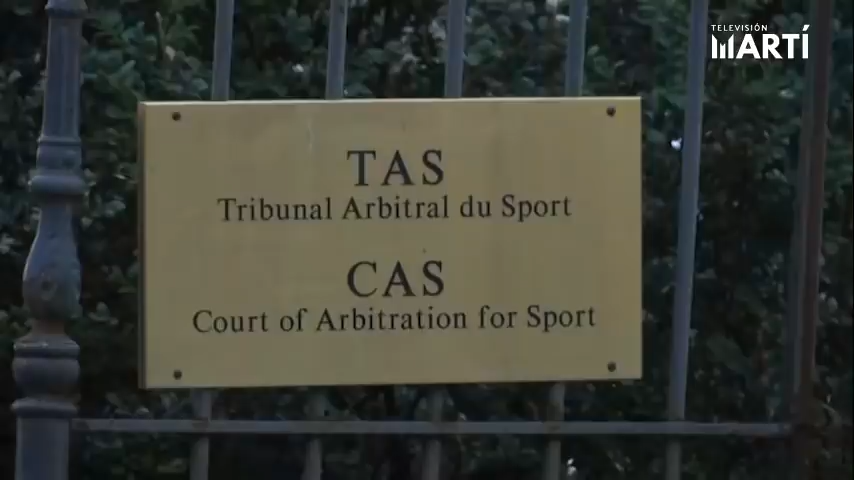 TELEVISIÓN
MARTÍ
TAS
Tribunal Arbitral du Sport
CAS
Court of Arbitration for Sport